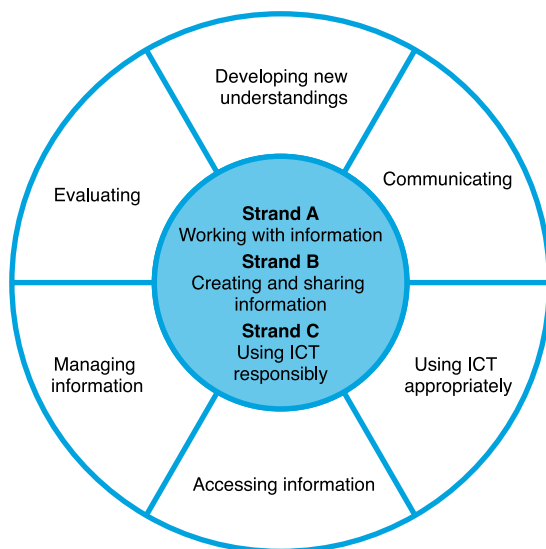 Developing new
understandings
Communicating
Evaluating
Strand A
Working with information
Strand B
Creating and sharing
information
Strand C
Using ICT
responsibly
Managing
information
Using ICT
appropriately
Accessing information